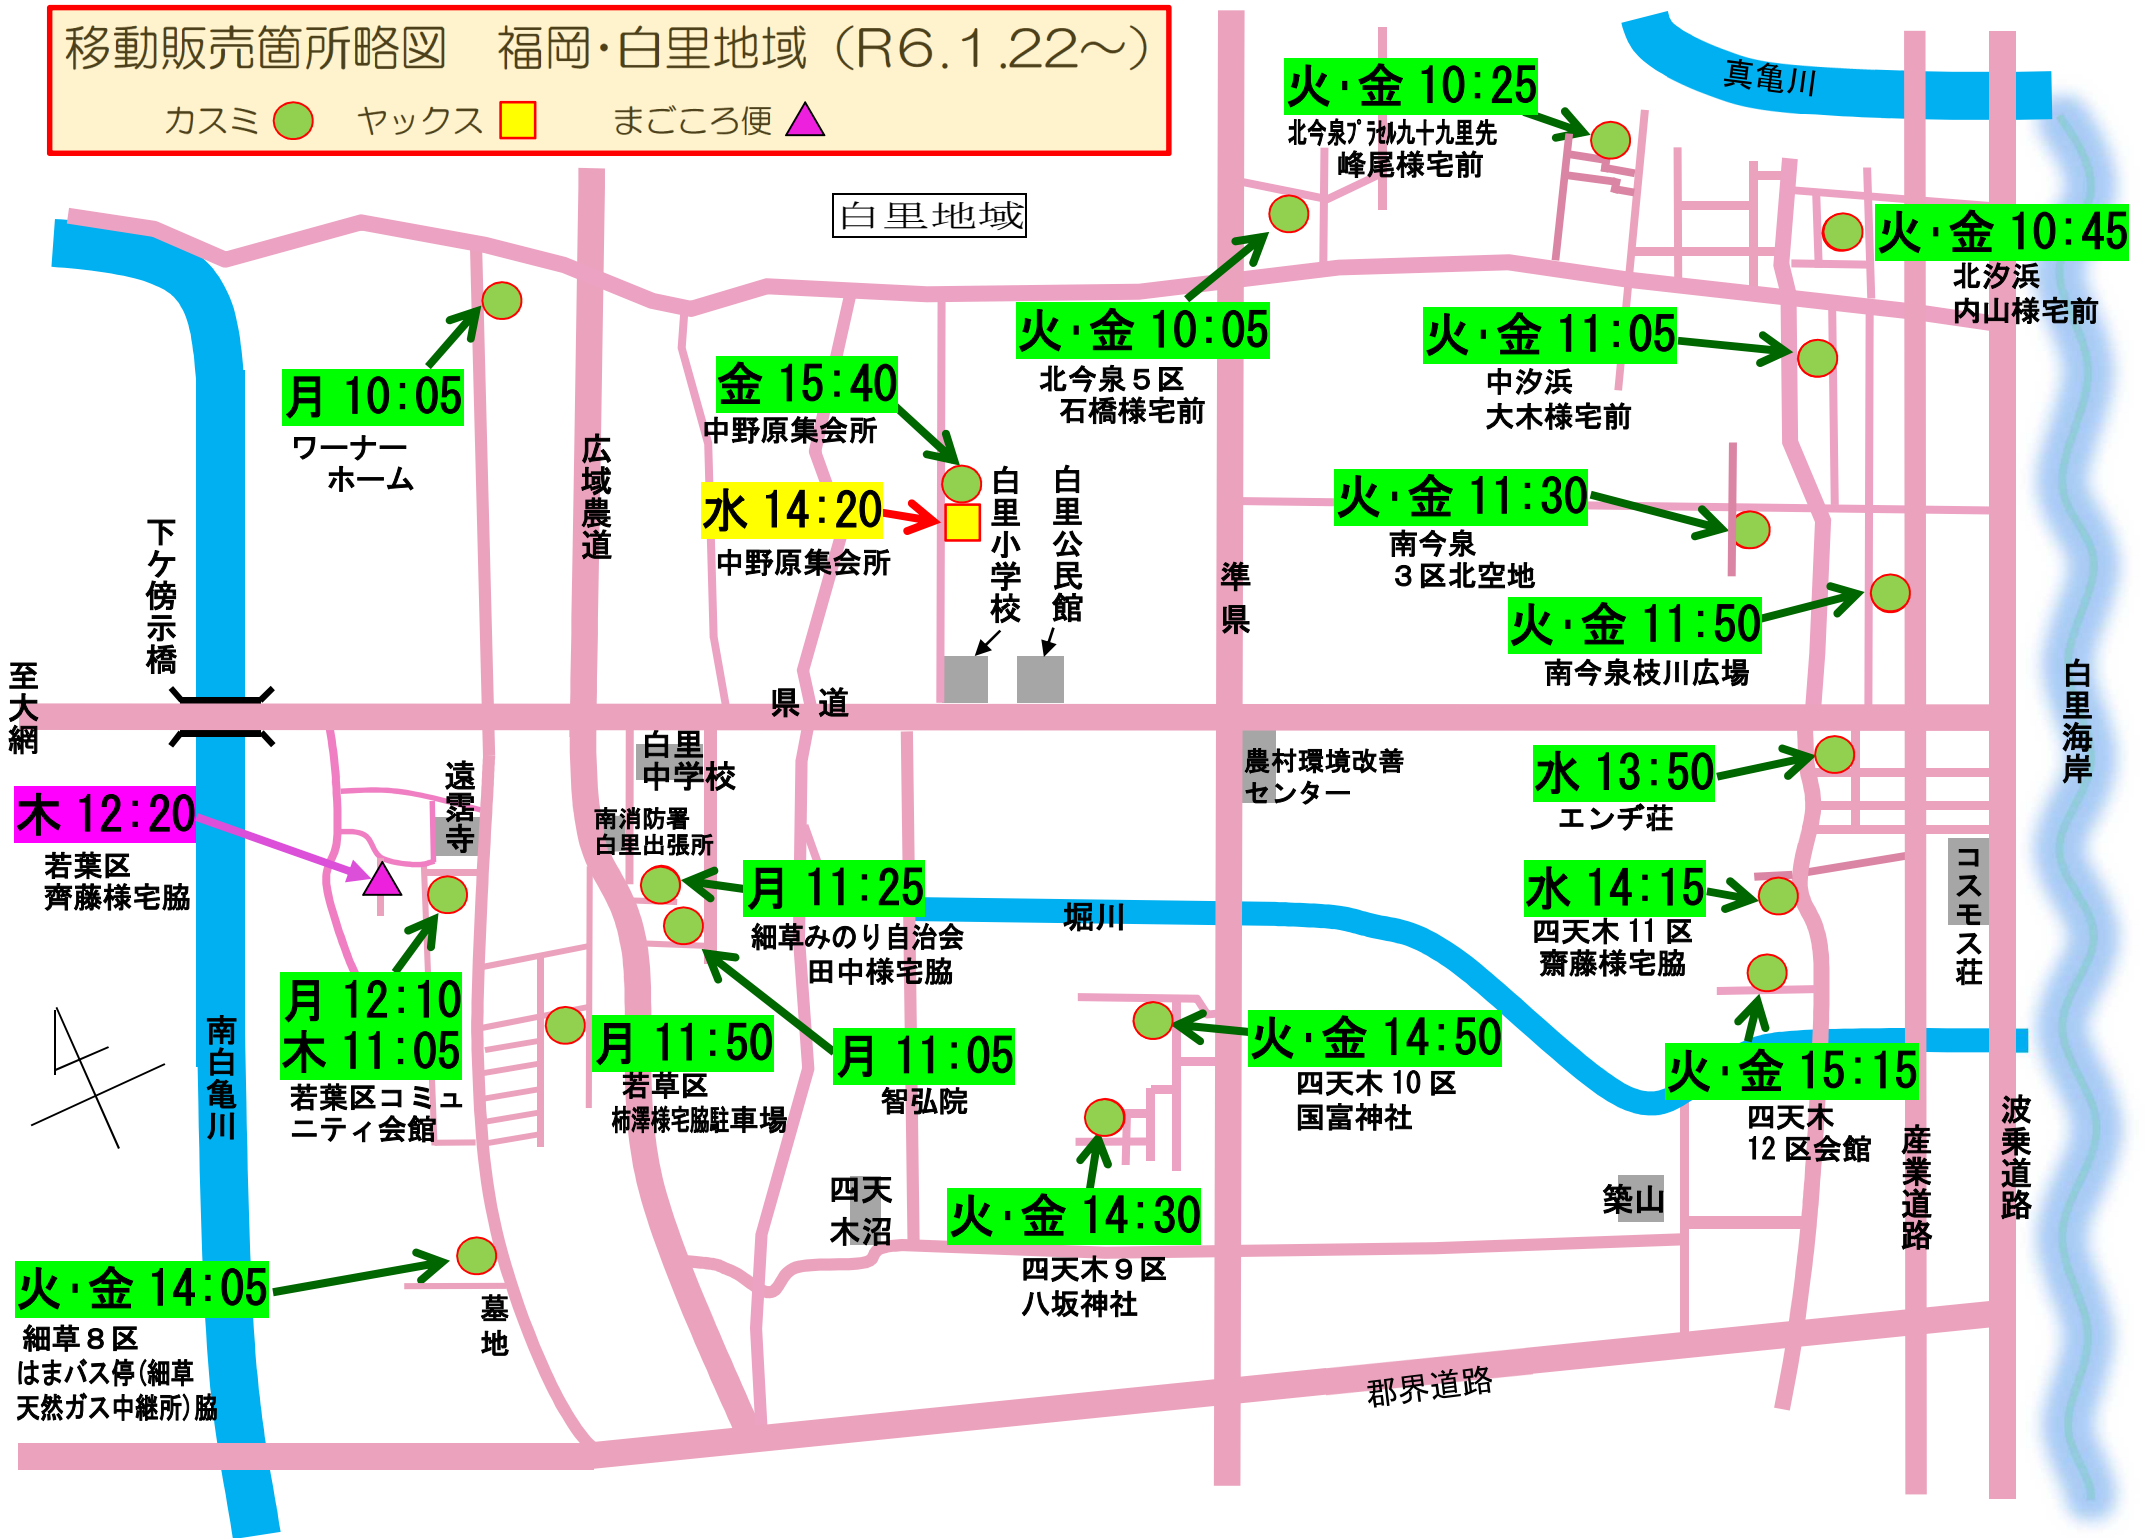 移動販売箇所略図　福岡・白里地域（R6.1.22～）
カスミ　ヤックス　まごころ便
白里地域
真亀川
火・金 10:25
北今泉プラセル九十九里先
峰尾様宅前
火・金 10:45
北汐浜
内山様宅前
火・金 10:05
北今泉５区
石橋様宅前
火・金 11:05
中汐浜
大木様宅前
月 10:05
ワーナー
ホーム
金 15:40
中野原集会所
水 14:20
中野原集会所
広域農道
白里小学校
白里公民館
火・金 11:30
南今泉
３区北空地
準県
火・金 11:50
南今泉枝川広場
下ケ傍示橋
至大網
県道
白里海岸
白里
中学校
農村環境改善
センター
水 13:50
エンヂ荘
遠霑寺
木 12:20
若葉区
齊藤様宅脇
南消防署
白里出張所
月 11:25
細草みのり自治会
田中様宅脇
堀川
水 14:15
四天木 11 区
齋藤様宅脇
コスモス荘
月 12:10
木 11:05
若葉区コミュ
ニティ会館
南白亀川
月 11:50
若草区
柿澤様宅脇駐車場
月 11:05
智弘院
火・金 14:50
四天木 10 区
国富神社
火・金 15:15
四天木
12 区会館
産業道路
波乗道路
四天
木沼
火・金 14:30
四天木９区
八坂神社
築山
火・金 14:05
細草８区
はまバス停(細草
天然ガス中継所)脇
墓地
郡界道路